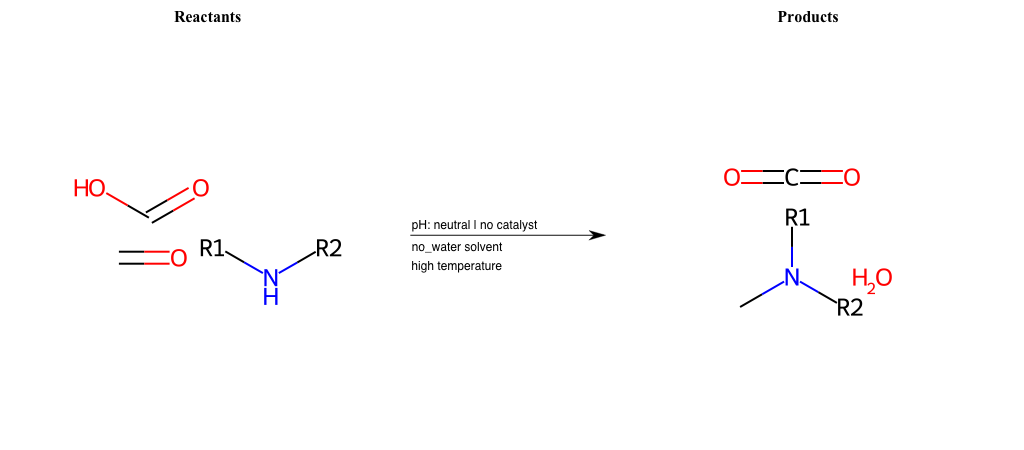 Reactants
Products
HO
O
O
C
O
R1
O
R1
R2
N
H
pH: neutral | no catalyst
no_water solvent
high temperature
N
H2O
R2